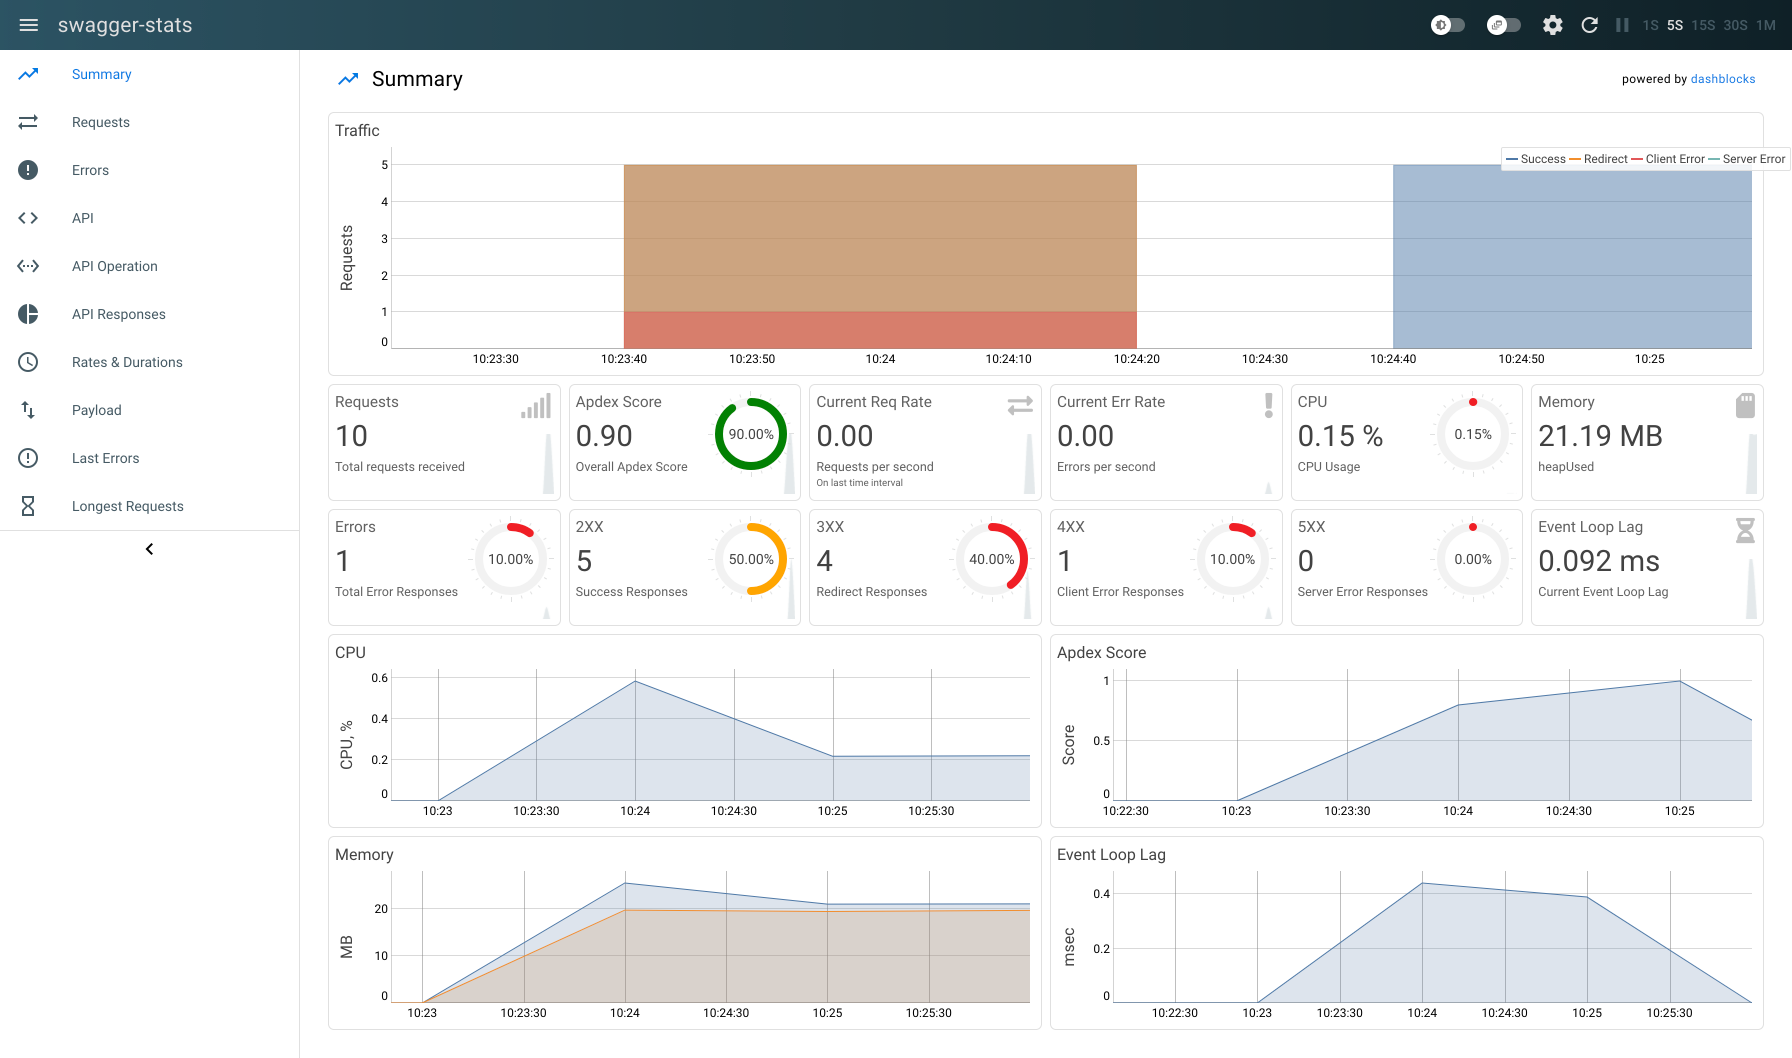 swagger-stats
1S 5S 15S 30S 1M
Summary
Requests
Errors
API
API Operation
API Responses
Rates & Durations
Payload
Last Errors
Longest Requests
Summary
powered by dashblocks
Traffic
Success Redirect Client Error Server Error
Requests
5
4
3
2
1
0
10:23:30 10:23:40 10:23:50 10:24 10:24:10 10:24:20 10:24:30 10:24:40 10:24:50 10:25
Requests
10
Total requests received
Apdex Score
0.90
Overall Apdex Score
90.00%
Current Req Rate
0.00
Requests per second
On last time interval
Current Err Rate
0.00
Errors per second
CPU
0.15 %
CPU Usage
0.15%
Memory
21.19 MB
heapUsed
Errors
1
Total Error Responses
10.00%
2XX
5
Success Responses
50.00%
3XX
4
Redirect Responses
40.00%
4XX
1
Client Error Responses
10.00%
5XX
0
Server Error Responses
0.00%
Event Loop Lag
0.092 ms
Current Event Loop Lag
CPU
CPU, %
0.6
0.4
0.2
0
10:23 10:23:30 10:24 10:24:30 10:25 10:25:30
Apdex Score
Score
1
0.5
0
10:22:30 10:23 10:23:30 10:24 10:24:30 10:25
Memory
MB
20
10
0
10:23 10:23:30 10:24 10:24:30 10:25 10:25:30
Event Loop Lag
msec
0.4
0.2
0
10:22:30 10:23 10:23:30 10:24 10:24:30 10:25 10:25:30